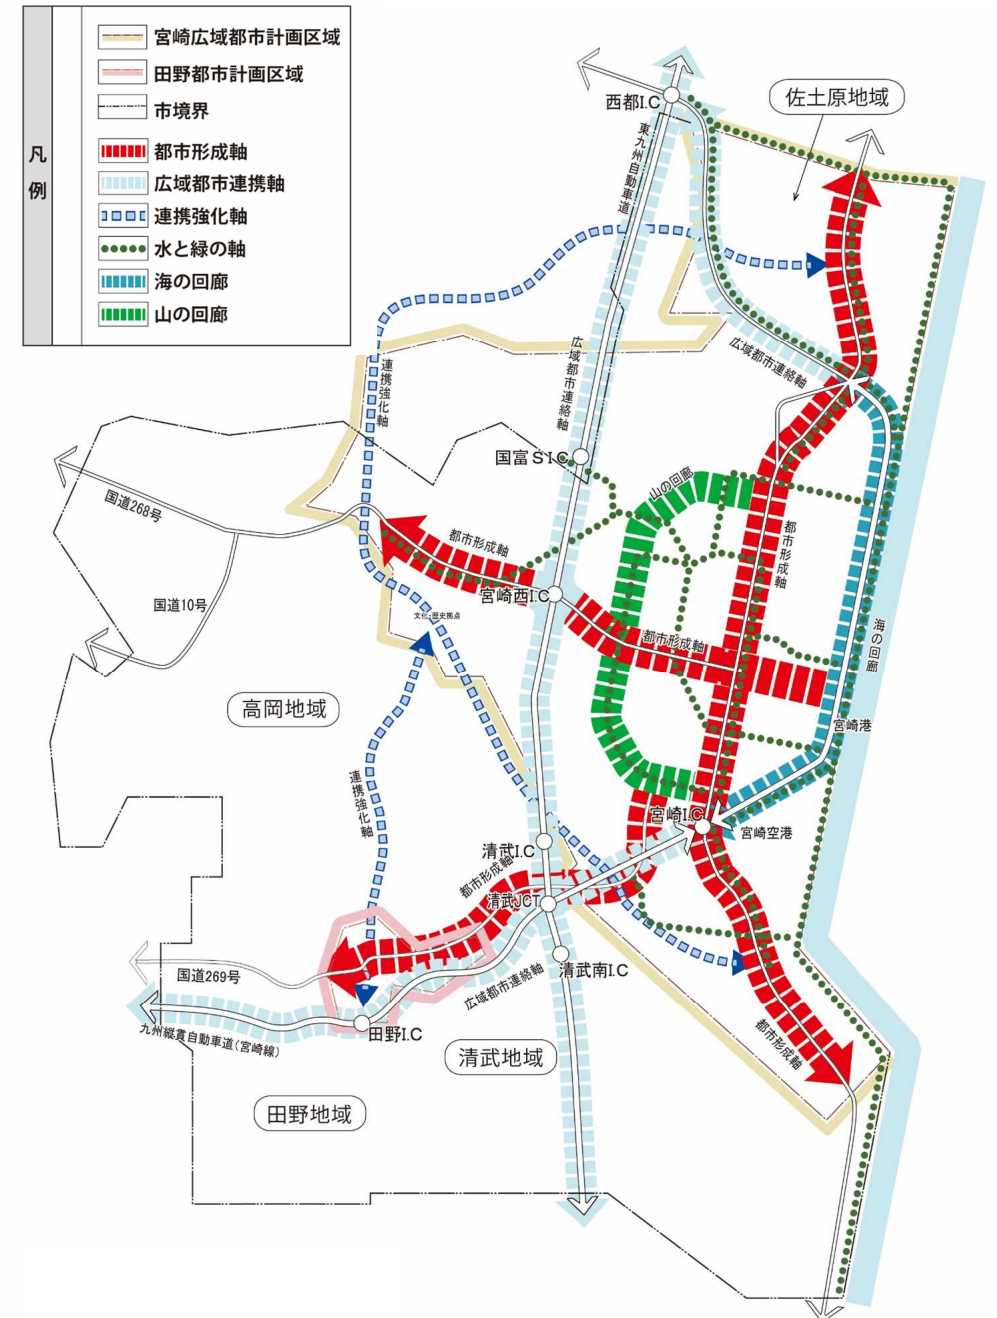 凡例
宮崎広域都市計画区域
田野都市計画区域
市境界
都市形成軸
広域都市連携軸
連携強化軸
水と緑の軸
海の回廊
山の回廊
西都I.C
佐土原地域
東九州自動車道
広域都市連絡軸
広域都市連絡軸
連携強化軸
国富SIC
山の回廊
国道268号
都市形成軸
都市形成軸
宮崎西I.C
国道10号
文化・歴史拠点
都市形成軸
海の回廊
高岡地域
宮崎港
連携強化軸
宮崎I.C
宮崎空港
清武I.C
都市形成軸
清武JCT
国道269号
広域都市連絡軸
清武南I.C
九州縦貫自動車道(宮崎線)
田野I.C
都市形成軸
清武地域
田野地域